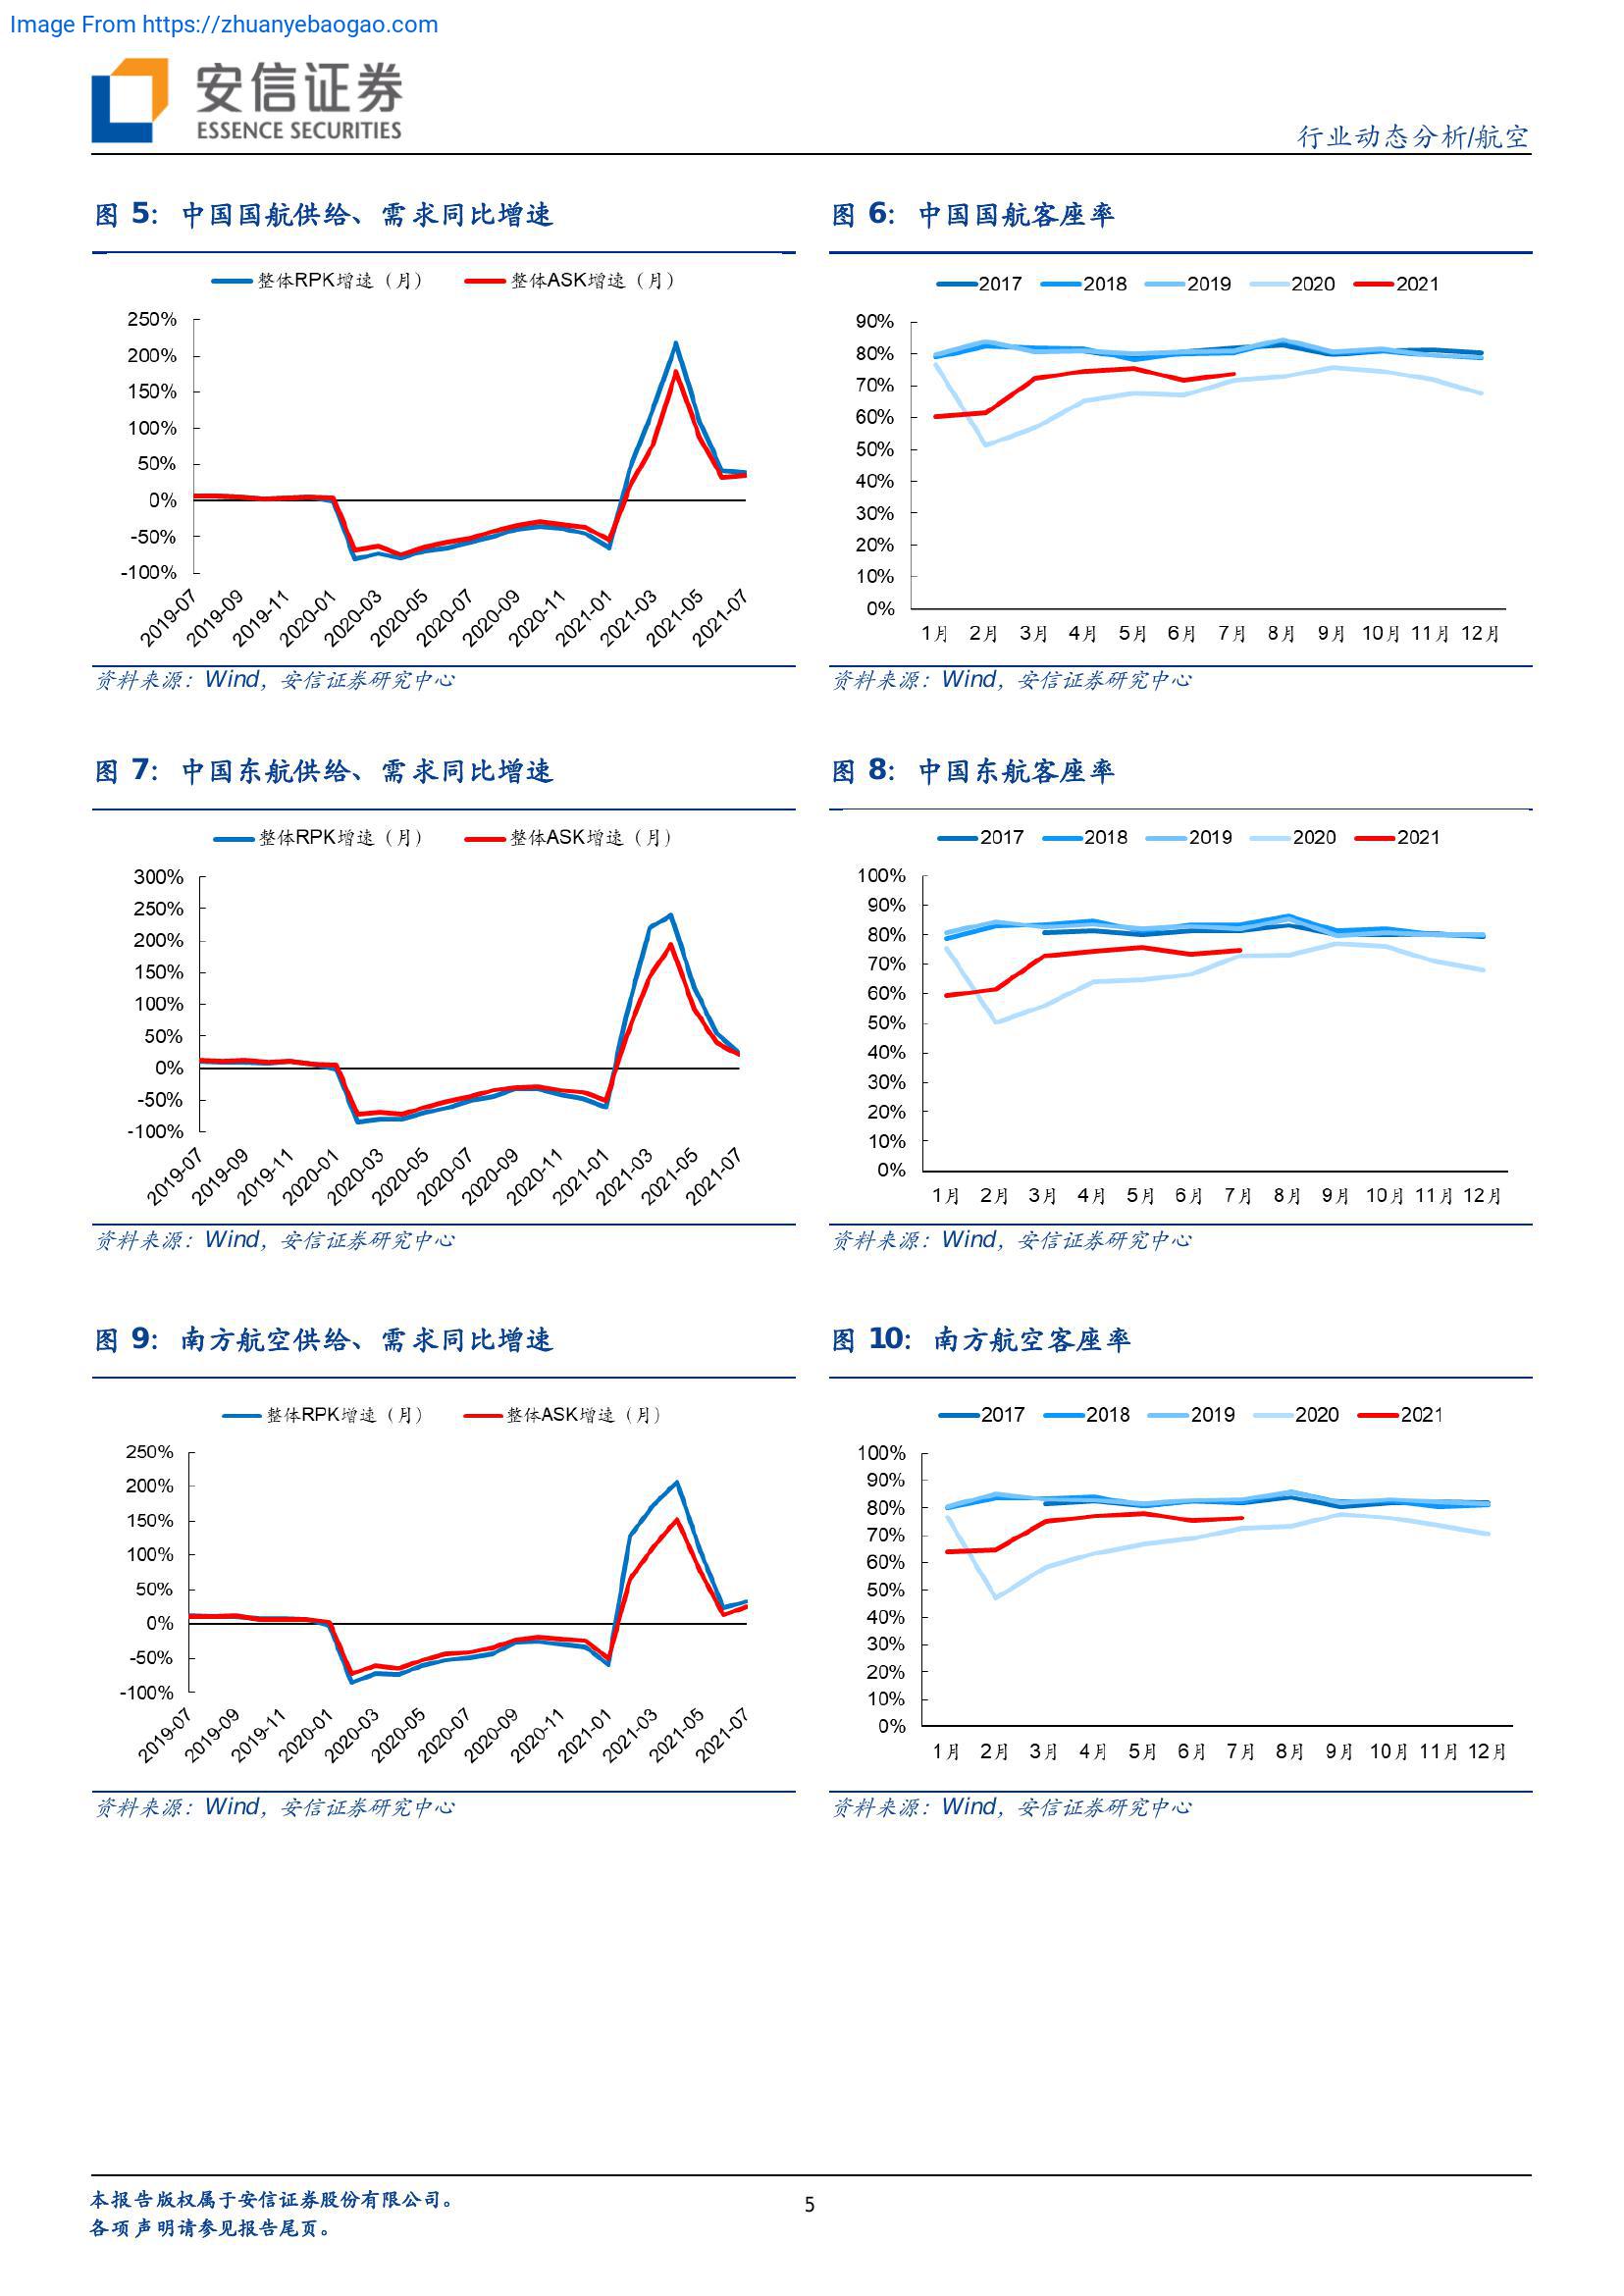 Image From https://zhuanyebaogao.com
安信证券
ESSENCE SECURITIES
行业动态分析/航空
图 5：中国国航供给、需求同比增速
整体RPK增速（月） 整体ASK增速（月）
250%
200%
150%
100%
50%
0%
-50%
-100%
2019-07 2019-09 2019-11 2020-01 2020-03 2020-05 2020-07 2020-09 2020-11 2021-01 2021-03 2021-05 2021-07
资料来源：Wind，安信证券研究中心
图 6：中国国航客座率
2017 2018 2019 2020 2021
90%
80%
70%
60%
50%
40%
30%
20%
10%
0%
1月 2月 3月 4月 5月 6月 7月 8月 9月 10月 11月 12月
资料来源：Wind，安信证券研究中心
图 7：中国东航供给、需求同比增速
整体RPK增速（月） 整体ASK增速（月）
300%
250%
200%
150%
100%
50%
0%
-50%
-100%
2019-07 2019-09 2019-11 2020-01 2020-03 2020-05 2020-07 2020-09 2020-11 2021-01 2021-03 2021-05 2021-07
资料来源：Wind，安信证券研究中心
图 8：中国东航客座率
2017 2018 2019 2020 2021
100%
90%
80%
70%
60%
50%
40%
30%
20%
10%
0%
1月 2月 3月 4月 5月 6月 7月 8月 9月 10月 11月 12月
资料来源：Wind，安信证券研究中心
图 9：南方航空供给、需求同比增速
整体RPK增速（月） 整体ASK增速（月）
250%
200%
150%
100%
50%
0%
-50%
-100%
2019-07 2019-09 2019-11 2020-01 2020-03 2020-05 2020-07 2020-09 2020-11 2021-01 2021-03 2021-05 2021-07
资料来源：Wind，安信证券研究中心
图 10：南方航空客座率
2017 2018 2019 2020 2021
100%
90%
80%
70%
60%
50%
40%
30%
20%
10%
0%
1月 2月 3月 4月 5月 6月 7月 8月 9月 10月 11月 12月
资料来源：Wind，安信证券研究中心
本报告版权属于安信证券股份有限公司。
各项声明请参见报告尾页。
5